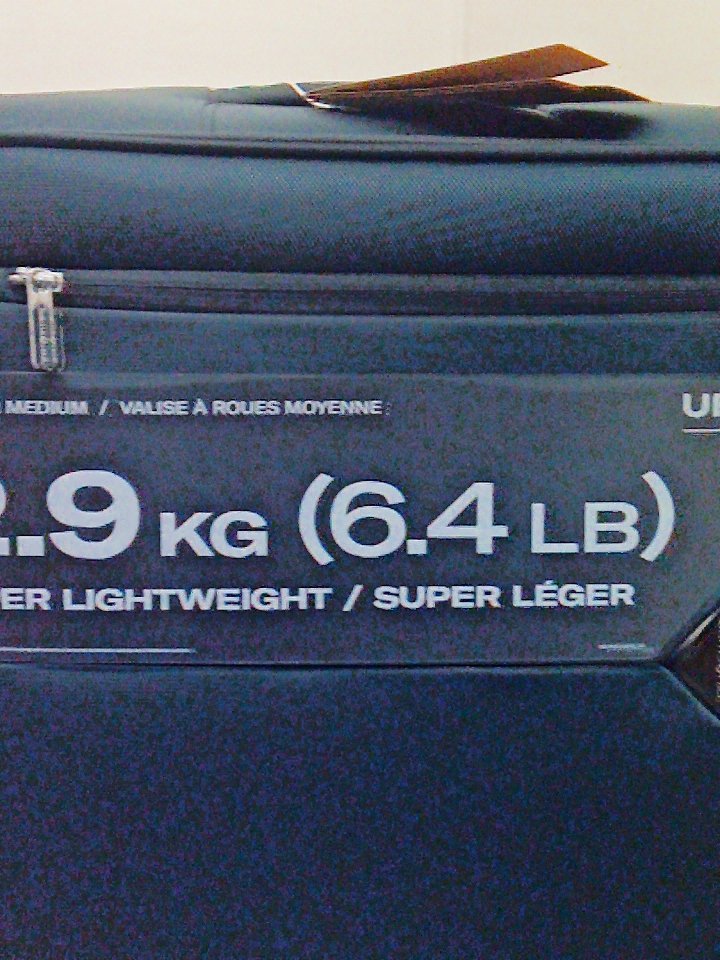 MEDIUM / VALISE À ROUES MOYENNE
.9 KG (6.4 LB)
ER LIGHTWEIGHT / SUPER LÉGER